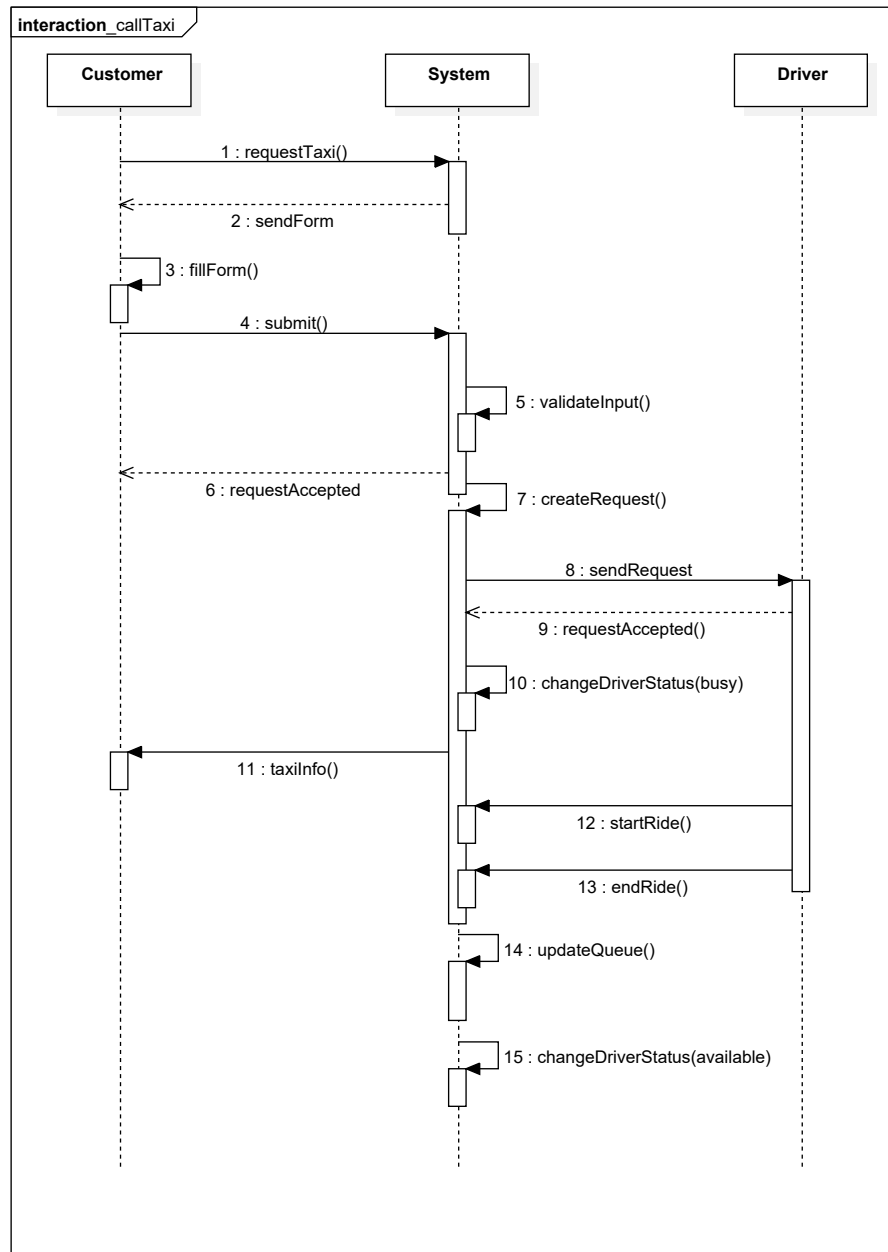 interaction_callTaxi
Customer
System
Driver
1 : requestTaxi()
2 : sendForm
3 : fillForm()
4 : submit()
5 : validateInput()
6 : requestAccepted
7 : createRequest()
8 : sendRequest
9 : requestAccepted()
10 : changeDriverStatus(busy)
11 : taxiInfo()
12 : startRide()
13 : endRide()
14 : updateQueue()
15 : changeDriverStatus(available)